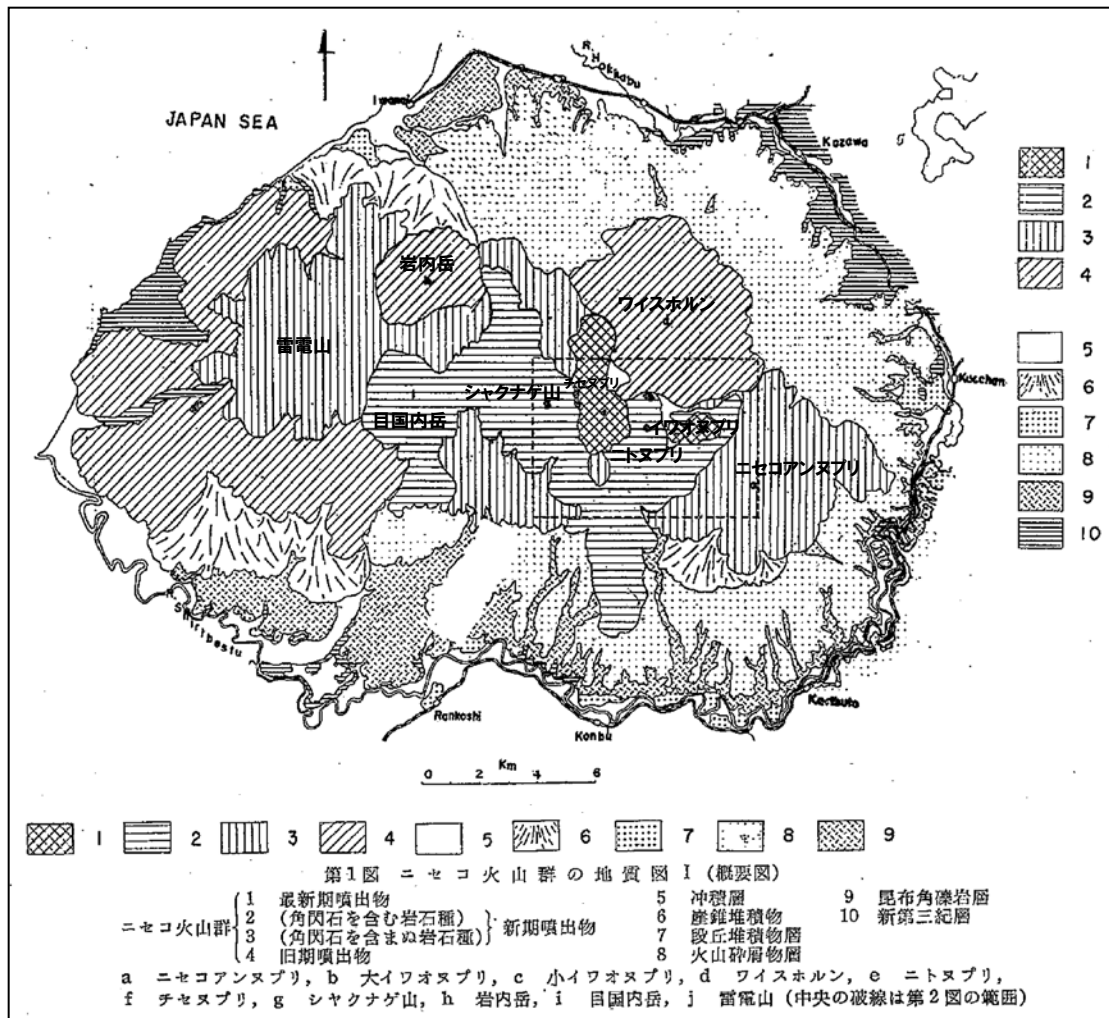 R. Hokkabu
Iwanai
JAPAN SEA
Kozawa
岩内岳
ワイスホルン
d
雷電山
シャクナゲ山
チセヌプリ
g
i
目国内岳
イワオヌプリ
ニトヌプリ
ニセコアンヌプリ
a
Kucchan
R. Shiribestu
Rankoshi
Konbu
Kaributo
Km
0 2 4 6
1
2
3
4
5
6
7
8
9
10
1 2 3 4 5 6 7 8 9
第1図 ニセコ火山群の地質図 I (概要図)
ニセコ火山群
1 最新期噴出物
2 (角閃石を含む岩石種)
3 (角閃石を含まぬ岩石種)
新期噴出物
4 旧期噴出物
5 冲積層
6 崖錐堆積物
7 段丘堆積物層
8 火山砕屑物層
9 昆布角礫岩層
10 新第三紀層
a ニセコアンヌプリ, b 大イワオヌプリ, c 小イワオヌプリ, d ワイスホルン, e ニトヌプリ,
f チセヌプリ, g シャクナゲ山, h 岩内岳, i 目国内岳, j 雷電山 (中央の破線は第2図の範囲)